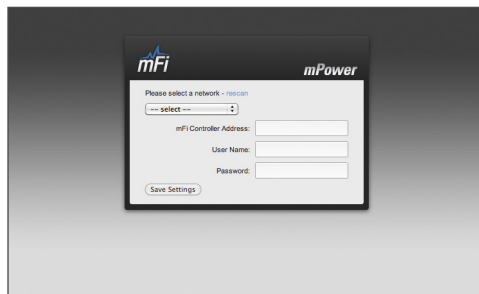 mFi
mPower
Please select a network - rescan
-- select --
mFi Controller Address:
User Name:
Password:
Save Settings